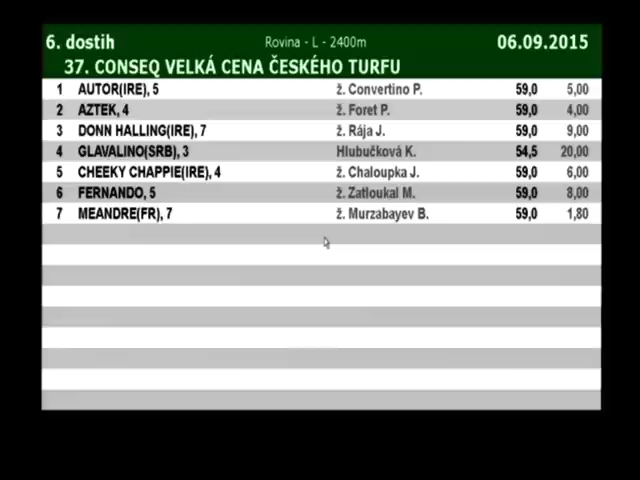 6. dostih Rovina - L - 2400m 06.09.2015
37. CONSEQ VELKÁ CENA ČESKÉHO TURFU
1 AUTOR(IRE), 5 ž. Convertino P. 59,0 5,00
2 AZTEK, 4 ž. Foret P. 59,0 4,00
3 DONN HALLING(IRE), 7 ž. Rája J. 59,0 9,00
4 GLAVALINO(SRB), 3 Hlubučková K. 54,5 20,00
5 CHEEKY CHAPPIE(IRE), 4 ž. Chaloupka J. 59,0 6,00
6 FERNANDO, 5 ž. Zatloukal M. 59,0 8,00
7 MEANDRE(FR), 7 ž. Murzabayev B. 59,0 1,80